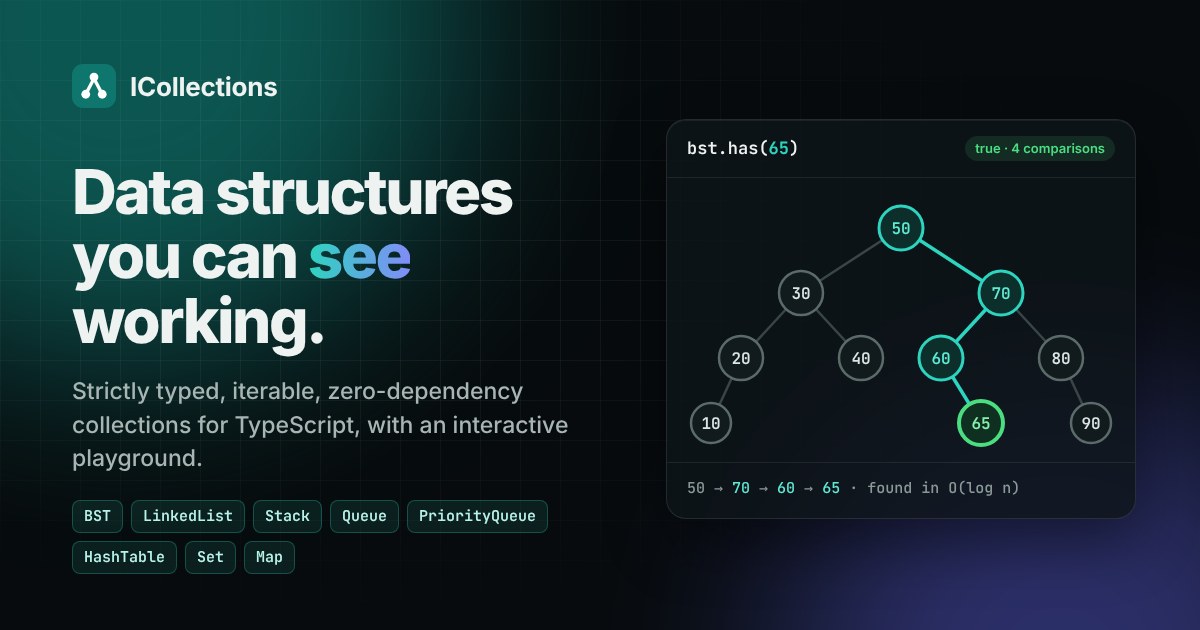 ICollections
Data structures
you can see
working.
Strictly typed, iterable, zero-dependency
collections for TypeScript, with an interactive
playground.
BST LinkedList Stack Queue PriorityQueue
HashTable Set Map
bst.has(65)
true · 4 comparisons
50
30 70
20 40 60 80
10 65 90
50 → 70 → 60 → 65 · found in O(log n)